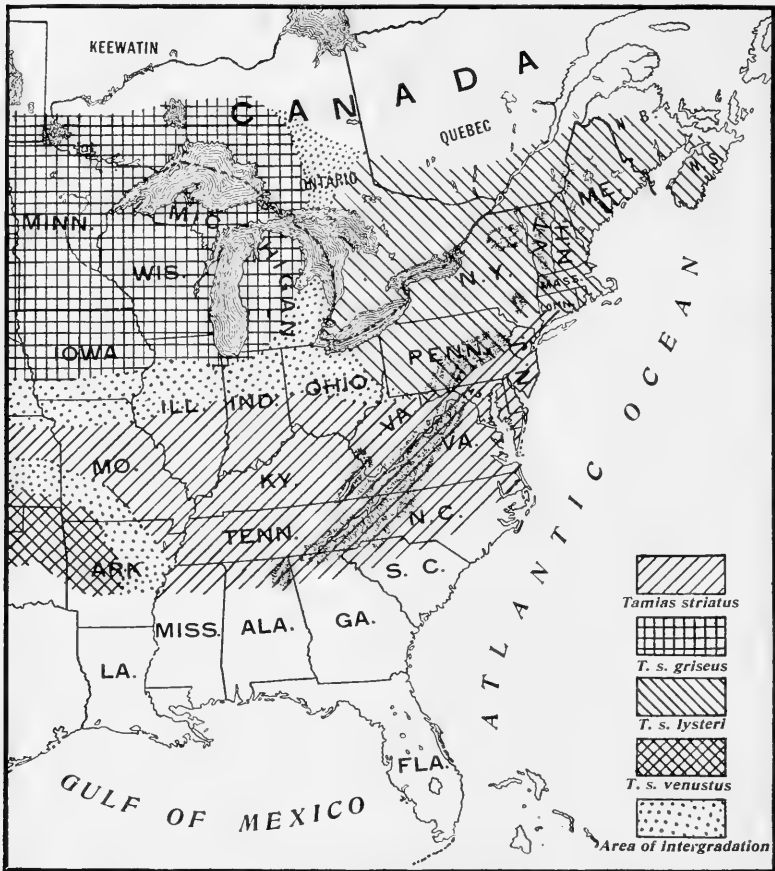 KEEWATIN
CANADA
QUEBEC
ONTARIO
N B
N S
ME.
MINN.
MICHIGAN
WIS.
N.H.
MASS.
N.Y.
IOWA
PENN.
N.J.
ILL.
IND.
OHIO
VA.
VA.
MO.
KY.
TENN.
N.C.
ARK
S. C.
MISS.
ALA.
GA.
LA.
FLA.
GULF OF MEXICO
ATLANTIC OCEAN
Tamias striatus
T. s. griseus
T. s. lysteri
T. s. venustus
Area of intergradation